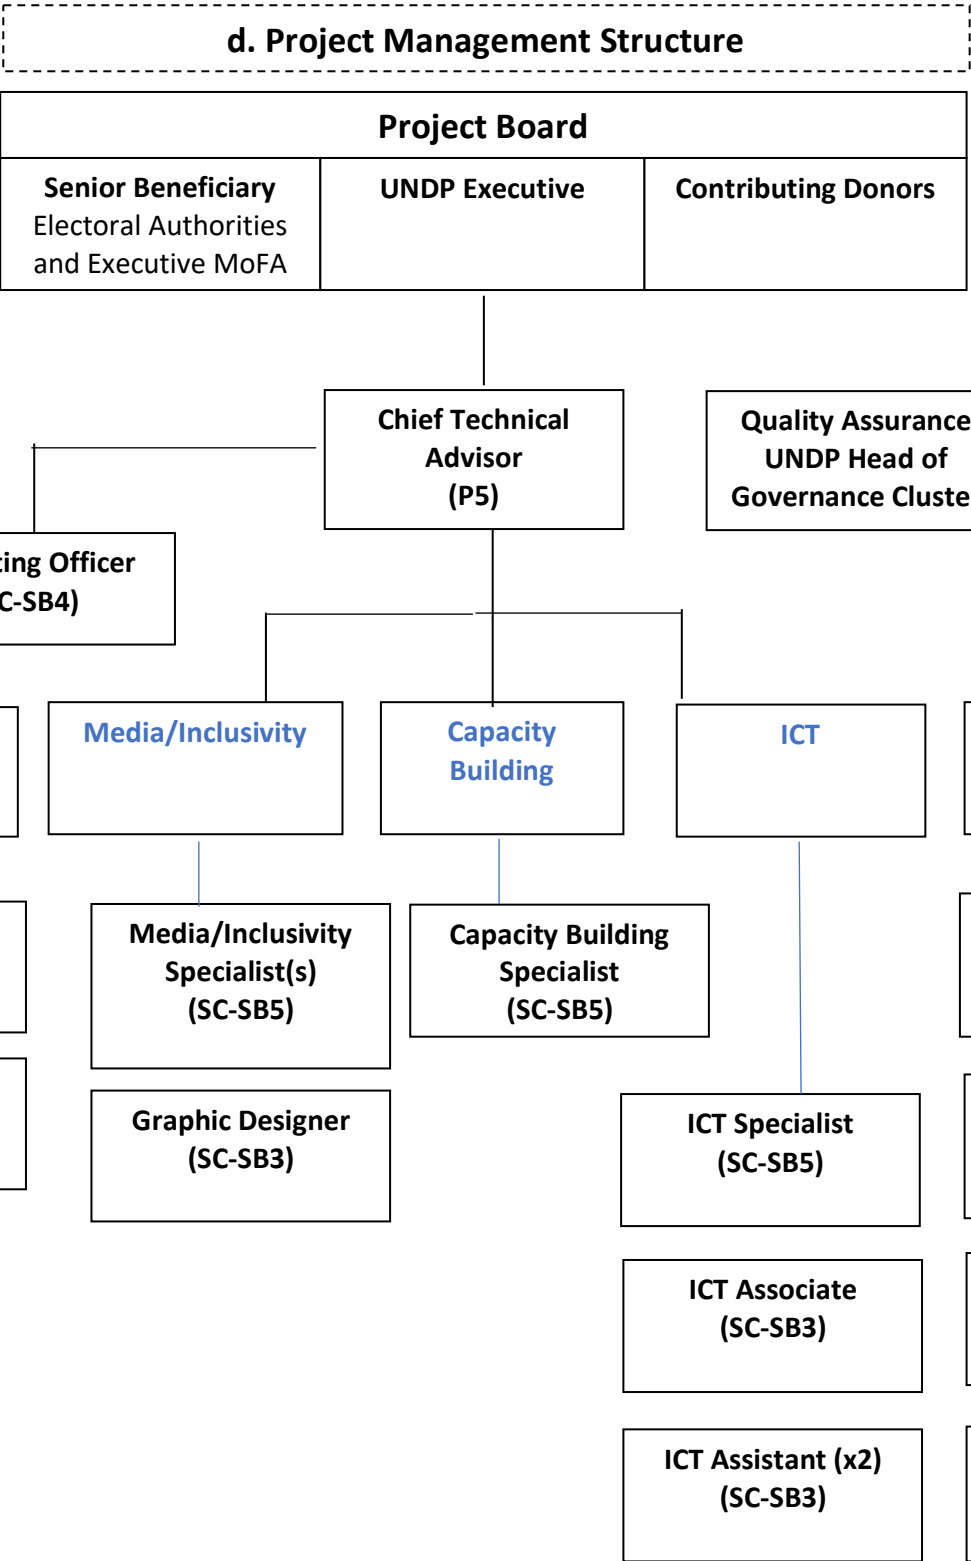 d. Project Management Structure
Project Board
Senior Beneficiary
Electoral Authorities
and Executive MoFA
UNDP Executive
Contributing Donors
Chief Technical
Advisor
(P5)
Quality Assurance
UNDP Head of
Governance
Officer
Media/Inclusivity
Capacity
Building
ICT
Media/Inclusivity
Specialist(s)
(SC-SB5)
Capacity Building
Specialist
(SC-SB5)
Graphic Designer
(SC-SB3)
ICT Specialist
(SC-SB5)
ICT Associate
(SC-SB3)
ICT Assistant (x2)
(SC-SB3)